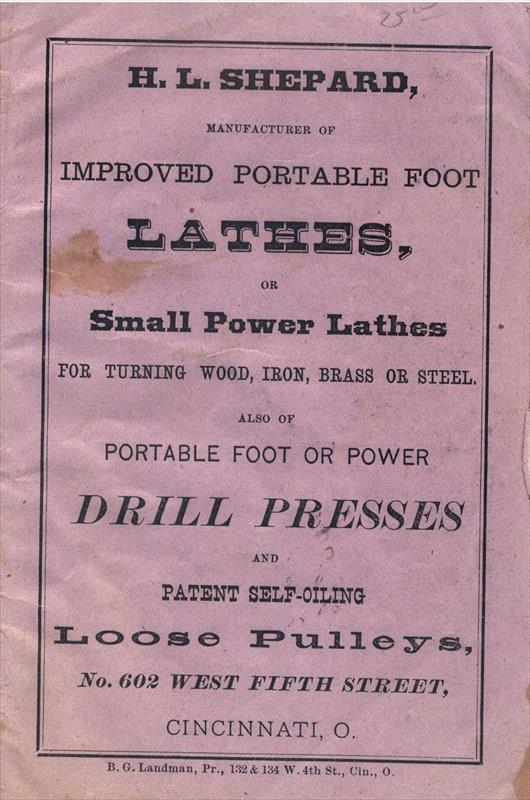 H. L. SHEPARD,
MANUFACTURER OF
IMPROVED PORTABLE FOOT
LATHES,
OR
Small Power Lathes
FOR TURNING WOOD, IRON, BRASS OR STEEL.
ALSO OF
PORTABLE FOOT OR POWER
DRILL PRESSES
AND
PATENT SELF-OILING
Loose Pulleys,
No. 602 WEST FIFTH STREET,
CINCINNATI, O.
B. G. Landman, Pr., 132 & 134 W. 4th St., Cin., O.